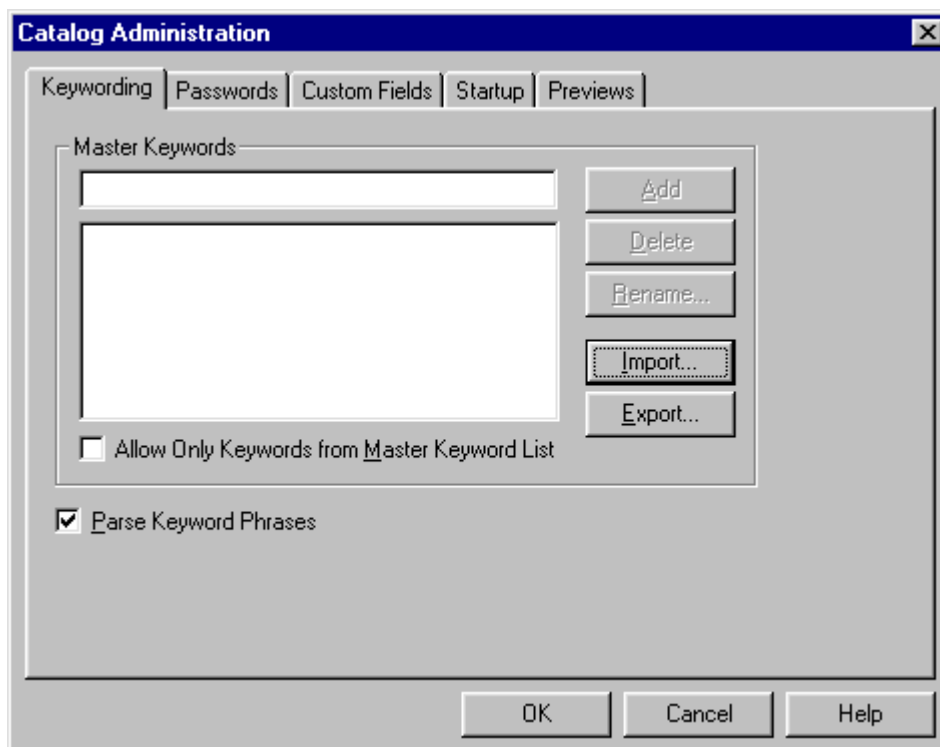 Catalog Administration
Keywording Passwords Custom Fields Startup Previews
Master Keywords
Add
Delete
Rename...
Import...
Export...
Allow Only Keywords from Master Keyword List
Parse Keyword Phrases
OK Cancel Help